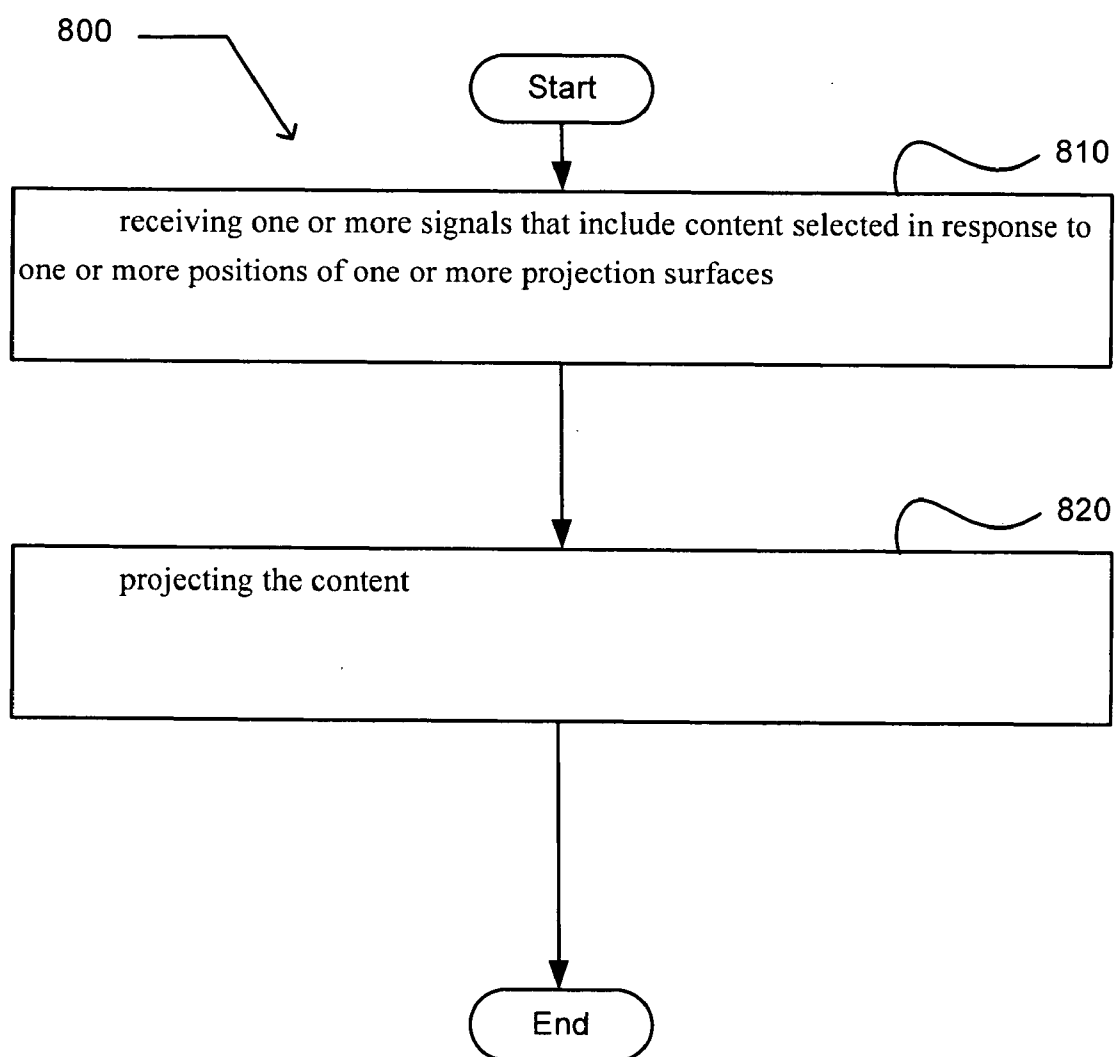 800
Start
810
receiving one or more signals that include content selected in response to
one or more positions of one or more projection surfaces
820
projecting the content
End